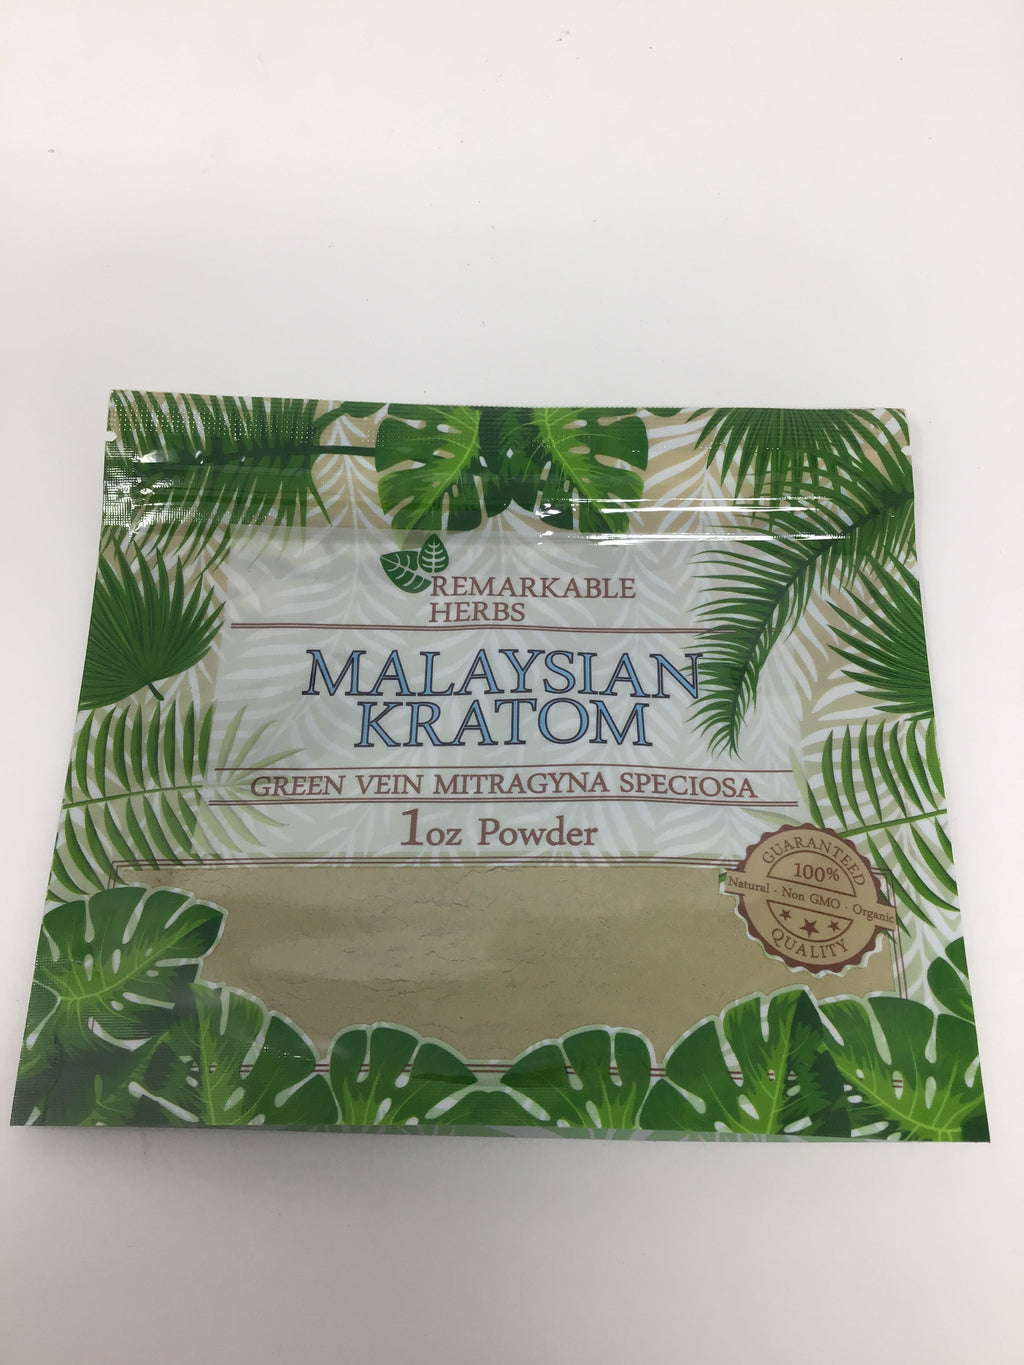 REMARKABLE
HERBS
MALAYSIAN
KRATOM
GREEN VEIN MITRAGYNA SPECIOSA
1oz Powder
GUARANTEED
100%
Natural · Non GMO · Organic
QUALITY